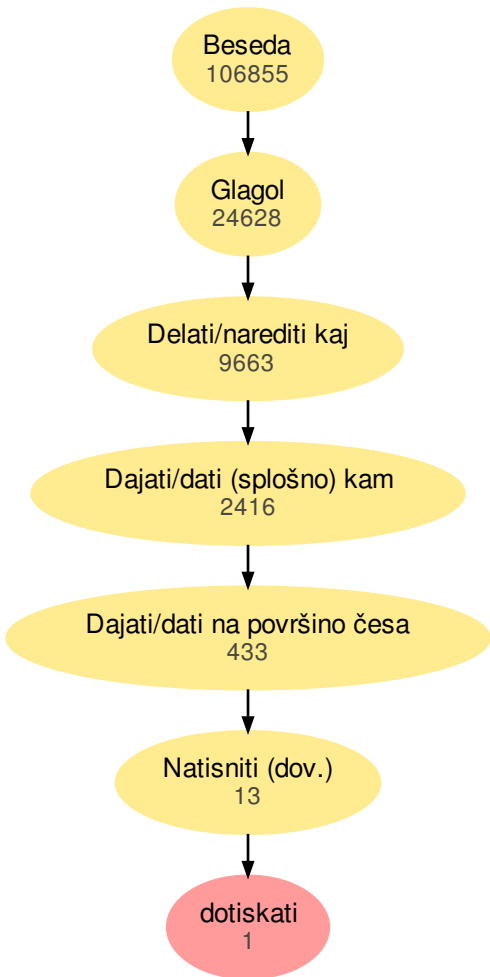 Beseda
106855
Glagol
24628
Delati/narediti kaj
9663
Dajati/dati (splošno) kam
2416
Dajati/dati na površino česa
433
Natisniti (dov.)
13
dotiskati
1